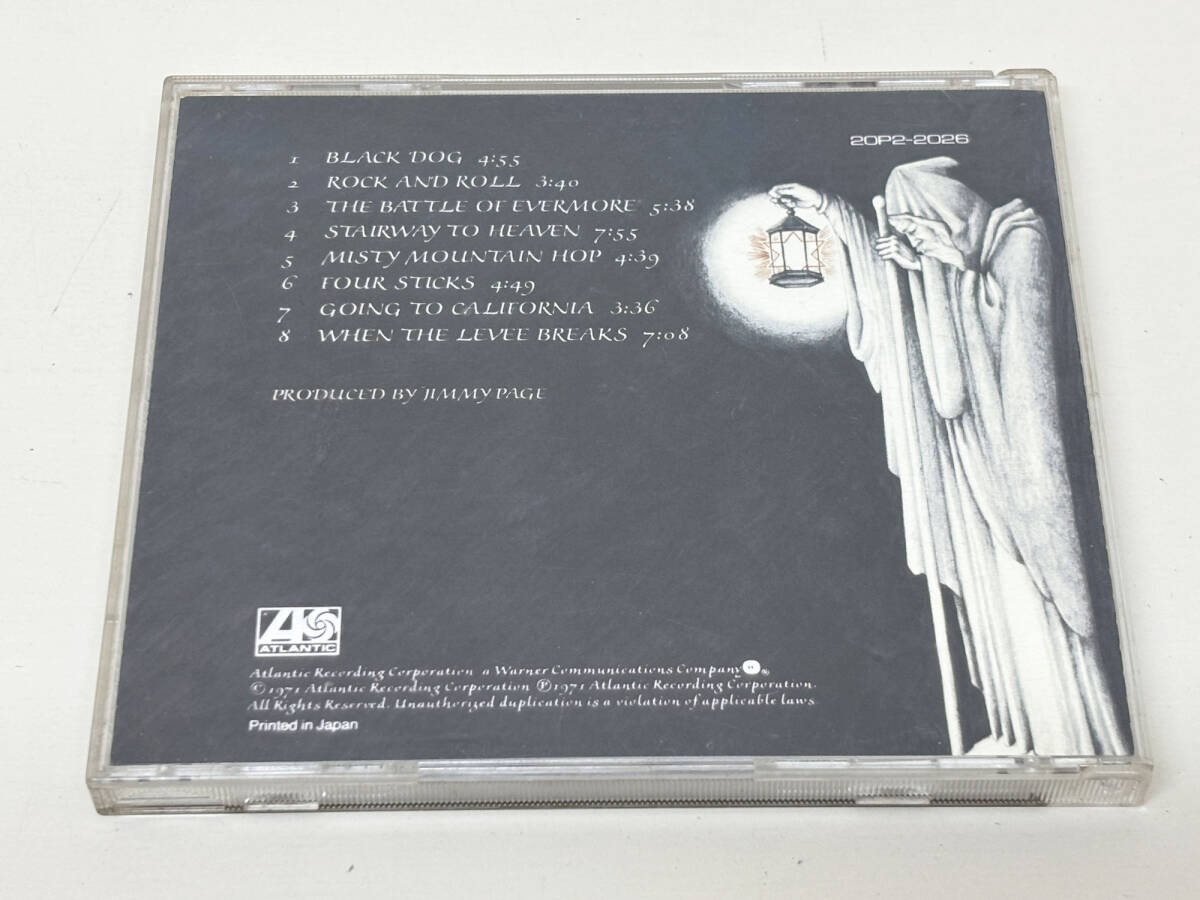 20P2-2026
1 BLACK DOG 4:55
2 ROCK AND ROLL 3:40
3 THE BATTLE OF EVERMORE 5:38
4 STAIRWAY TO HEAVEN 7:55
5 MISTY MOUNTAIN HOP 4:39
6 FOUR STICKS 4:49
7 GOING TO CALIFORNIA 3:36
8 WHEN THE LEVEE BREAKS 7:08
PRODUCED BY JIMMY PAGE
ATLANTIC
Atlantic Recording Corporation a Warner Communications Company
©1971 Atlantic Recording Corporation ℗1971 Atlantic Recording Corporation.
All Rights Reserved. Unauthorized duplication is a violation of applicable laws
Printed in Japan